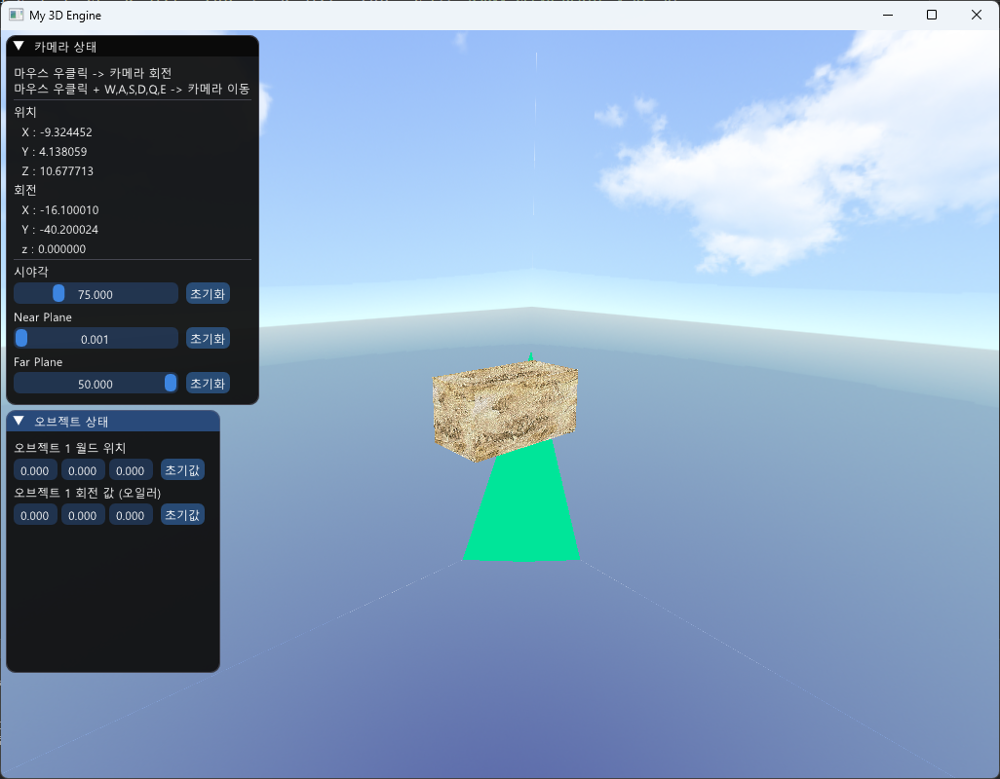 My 3D Engine
카메라 상태
마우스 우클릭 -> 카메라 회전
마우스 우클릭 + W,A,S,D,Q,E -> 카메라 이동
위치
X : -9.324452
Y : 4.138059
Z : 10.677713
회전
X : -16.100010
Y : -40.200024
z : 0.000000
시야각
75.000 초기화
Near Plane
0.001 초기화
Far Plane
50.000 초기화
오브젝트 상태
오브젝트 1 월드 위치
0.000 0.000 0.000 초기값
오브젝트 1 회전 값 (오일러)
0.000 0.000 0.000 초기값